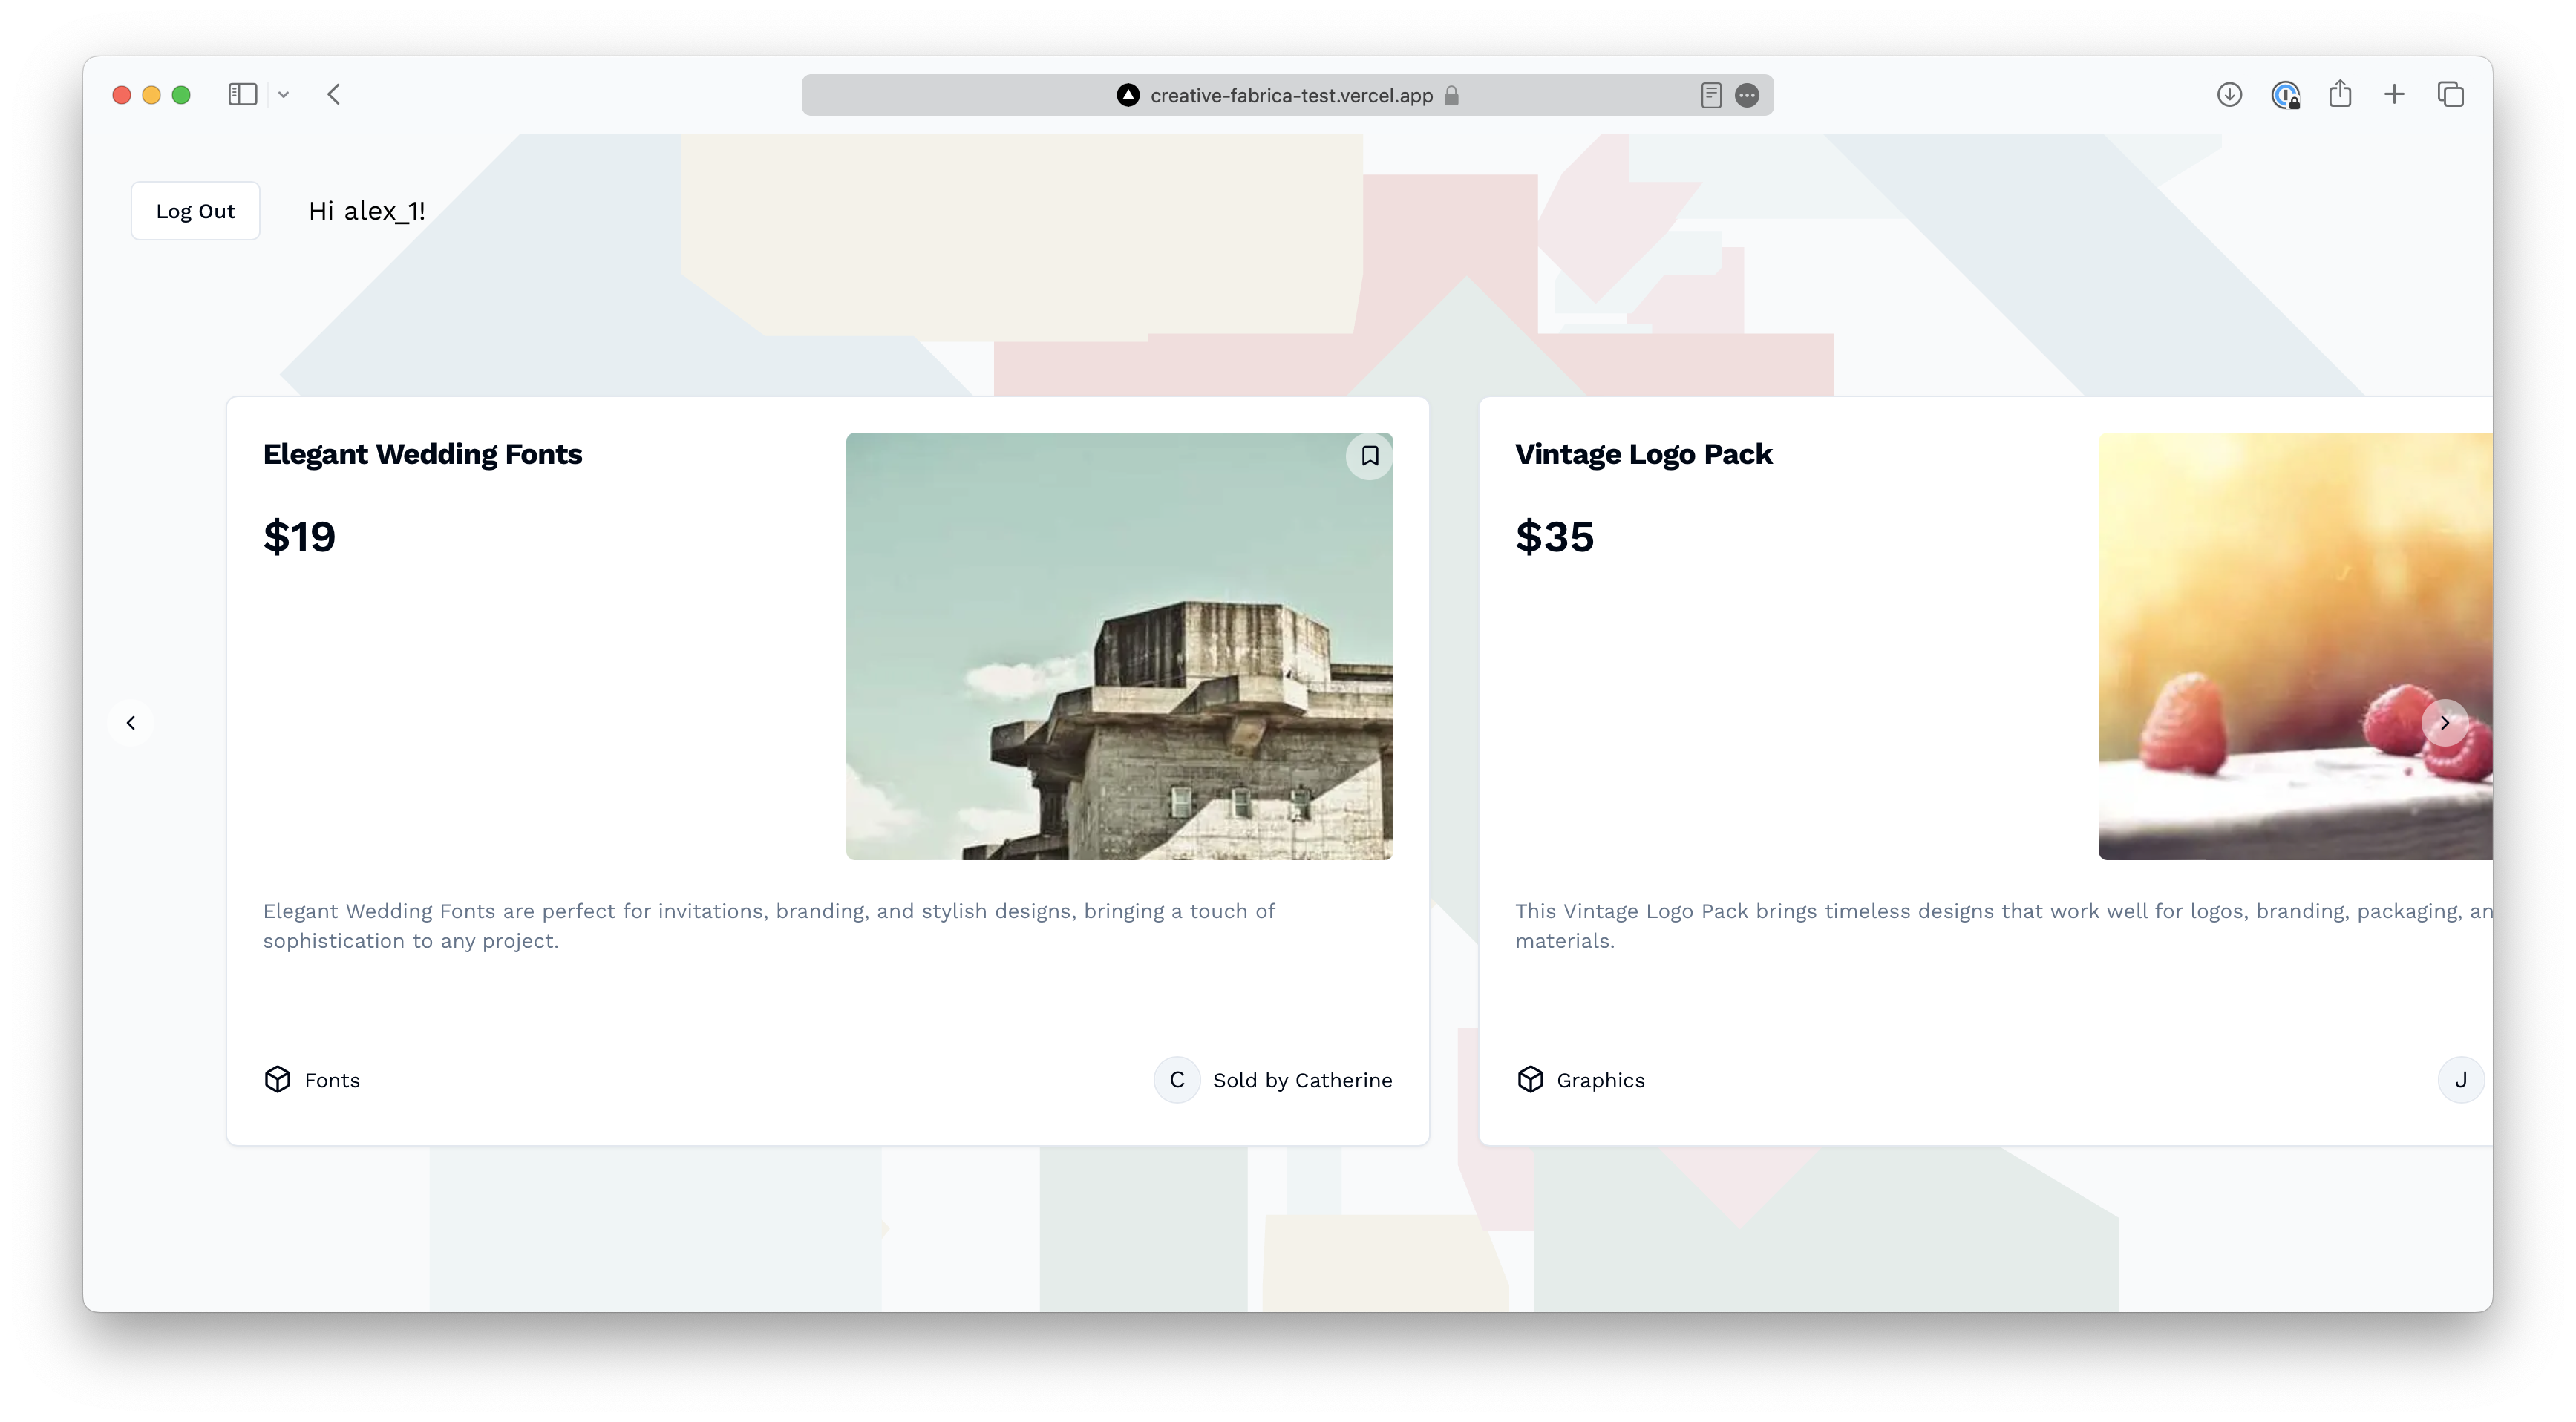 creative-fabrica-test.vercel.app
Log Out
Hi alex_1!
Elegant Wedding Fonts
$19
Elegant Wedding Fonts are perfect for invitations, branding, and stylish designs, bringing a touch of
sophistication to any project.
Fonts
C
Sold by Catherine
Vintage Logo Pack
$35
This Vintage Logo Pack brings timeless designs that work well for logos, branding, packaging, an
materials.
Graphics
J